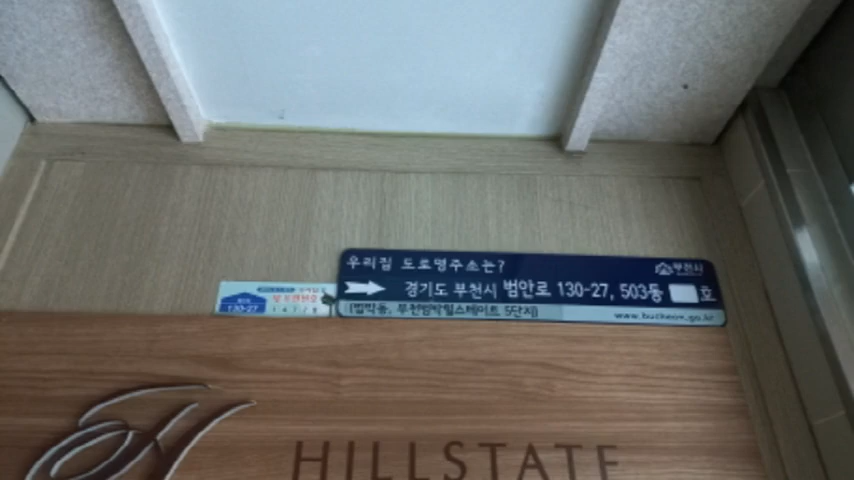 우리집 도로명주소는?
부천시
경기도 부천시 범안로 130-27, 503동 호
(범박동, 부천범박힐스테이트 5단지)
www.bucheon.go.kr
130-27
HILLSTATE